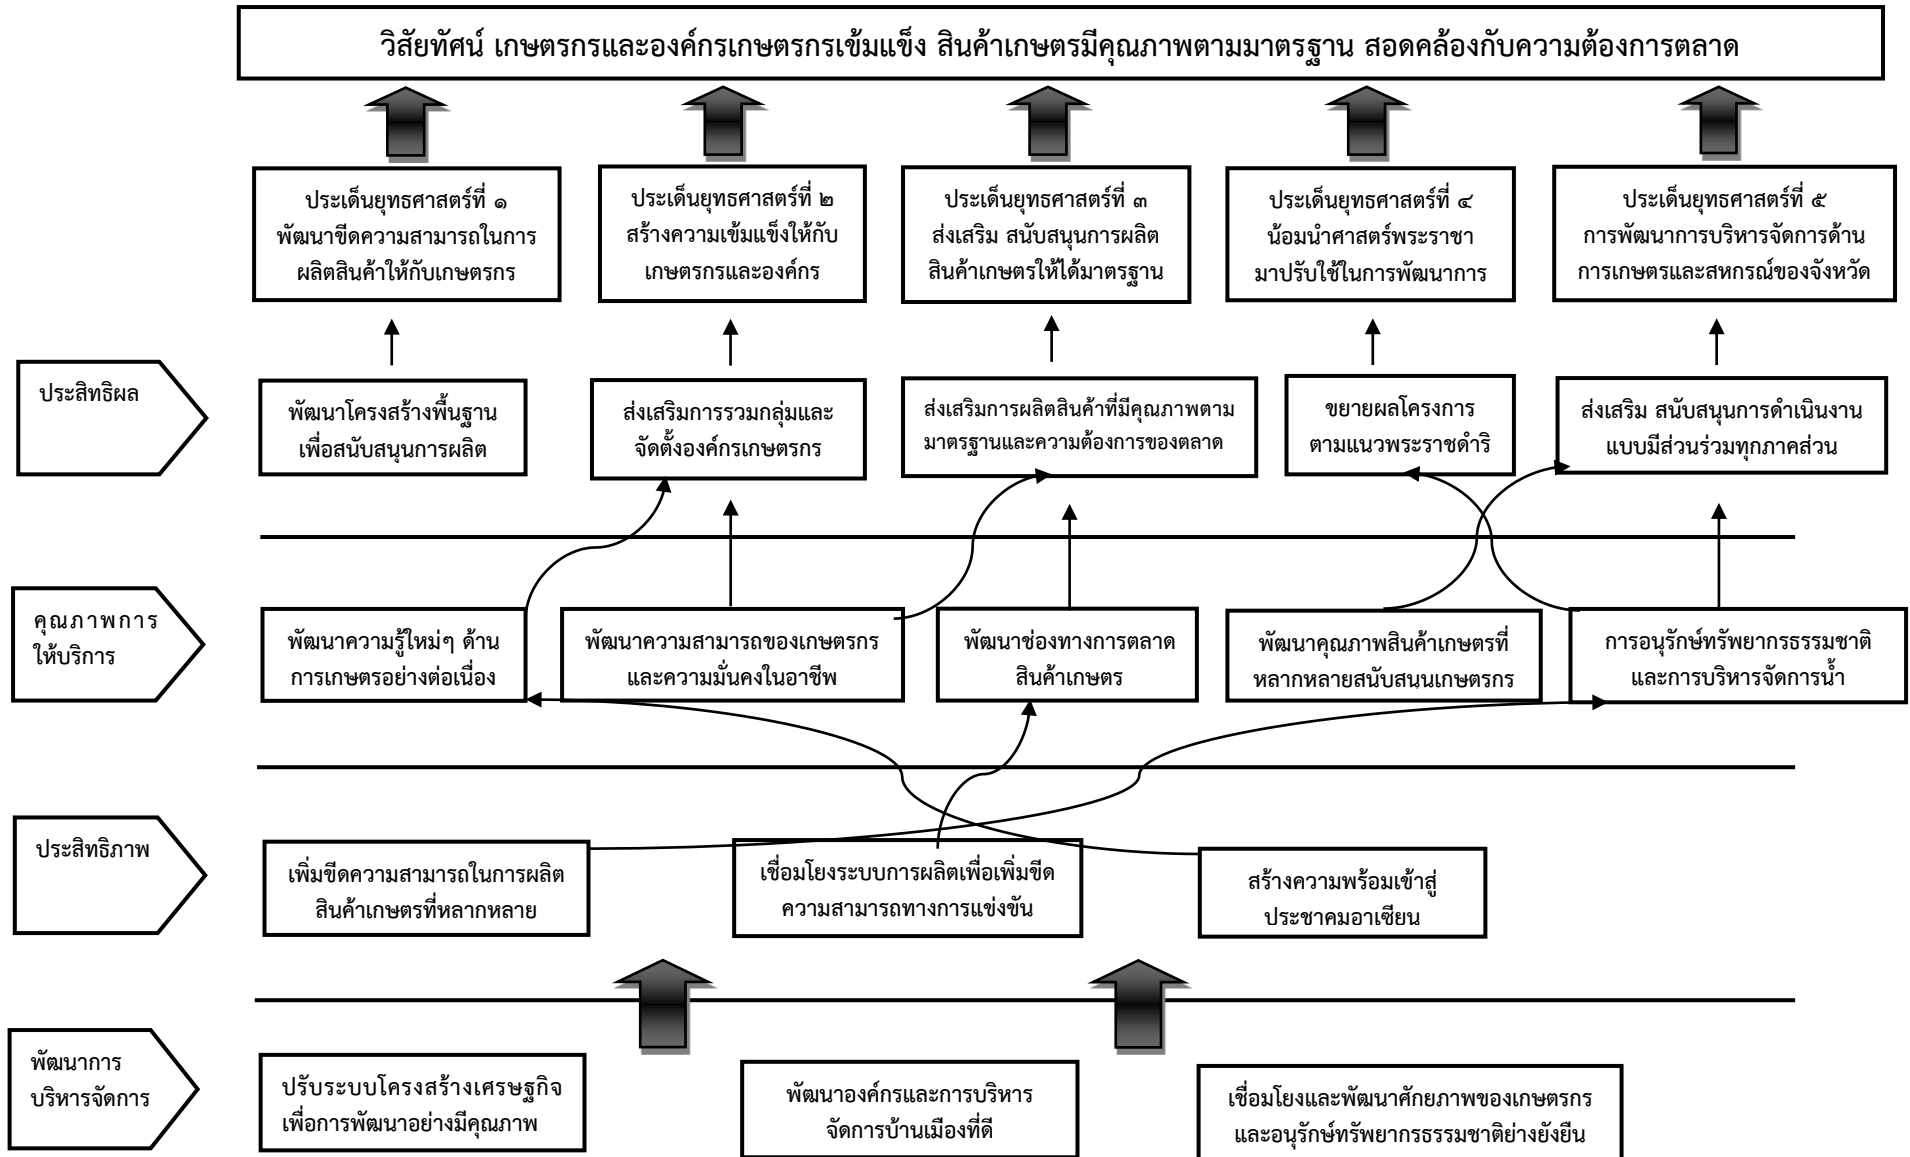 วิสัยทัศน์ เกษตรกรและองค์กรเกษตรกรเข้มแข็ง สินค้าเกษตรมีคุณภาพตามมาตรฐาน สอดคล้องกับความต้องการตลาด
ประเด็นยุทธศาสตร์ที่ ๑
พัฒนาขีดความสามารถในการ
ผลิตสินค้าให้กับเกษตรกร
ประเด็นยุทธศาสตร์ที่ ๒
สร้างความเข้มแข็งให้กับ
เกษตรกรและองค์กร
ประเด็นยุทธศาสตร์ที่ ๓
ส่งเสริม สนับสนุนการผลิต
สินค้าเกษตรให้ได้มาตรฐาน
ประเด็นยุทธศาสตร์ที่ ๔
น้อมนำศาสตร์พระราชา
มาปรับใช้ในการพัฒนาการ
ประเด็นยุทธศาสตร์ที่ ๕
การพัฒนาการบริหารจัดการด้าน
การเกษตรและสหกรณ์ของจังหวัด
ประสิทธิผล
พัฒนาโครงสร้างพื้นฐาน
เพื่อสนับสนุนการผลิต
ส่งเสริมการรวมกลุ่มและ
จัดตั้งองค์กรเกษตรกร
ส่งเสริมการผลิตสินค้าที่มีคุณภาพตาม
มาตรฐานและความต้องการของตลาด
ขยายผลโครงการ
ตามแนวพระราชดำริ
ส่งเสริม สนับสนุนการดำเนินงาน
แบบมีส่วนร่วมทุกภาคส่วน
คุณภาพการ
ให้บริการ
พัฒนาความรู้ใหม่ๆ ด้าน
การเกษตรอย่างต่อเนื่อง
พัฒนาความสามารถของเกษตรกร
และความมั่นคงในอาชีพ
พัฒนาช่องทางการตลาด
สินค้าเกษตร
พัฒนาคุณภาพสินค้าเกษตรที่
หลากหลายสนับสนุนเกษตรกร
การอนุรักษ์ทรัพยากรธรรมชาติ
และการบริหารจัดการน้ำ
ประสิทธิภาพ
เพิ่มขีดความสามารถในการผลิต
สินค้าเกษตรที่หลากหลาย
เชื่อมโยงระบบการผลิตเพื่อเพิ่มขีด
ความสามารถทางการแข่งขัน
สร้างความพร้อมเข้าสู่
ประชาคมอาเซียน
พัฒนาการ
บริหารจัดการ
ปรับระบบโครงสร้างเศรษฐกิจ
เพื่อการพัฒนาอย่างมีคุณภาพ
พัฒนาองค์กรและการบริหาร
จัดการบ้านเมืองที่ดี
เชื่อมโยงและพัฒนาศักยภาพของเกษตรกร
และอนุรักษ์ทรัพยากรธรรมชาติย่างยังยืน